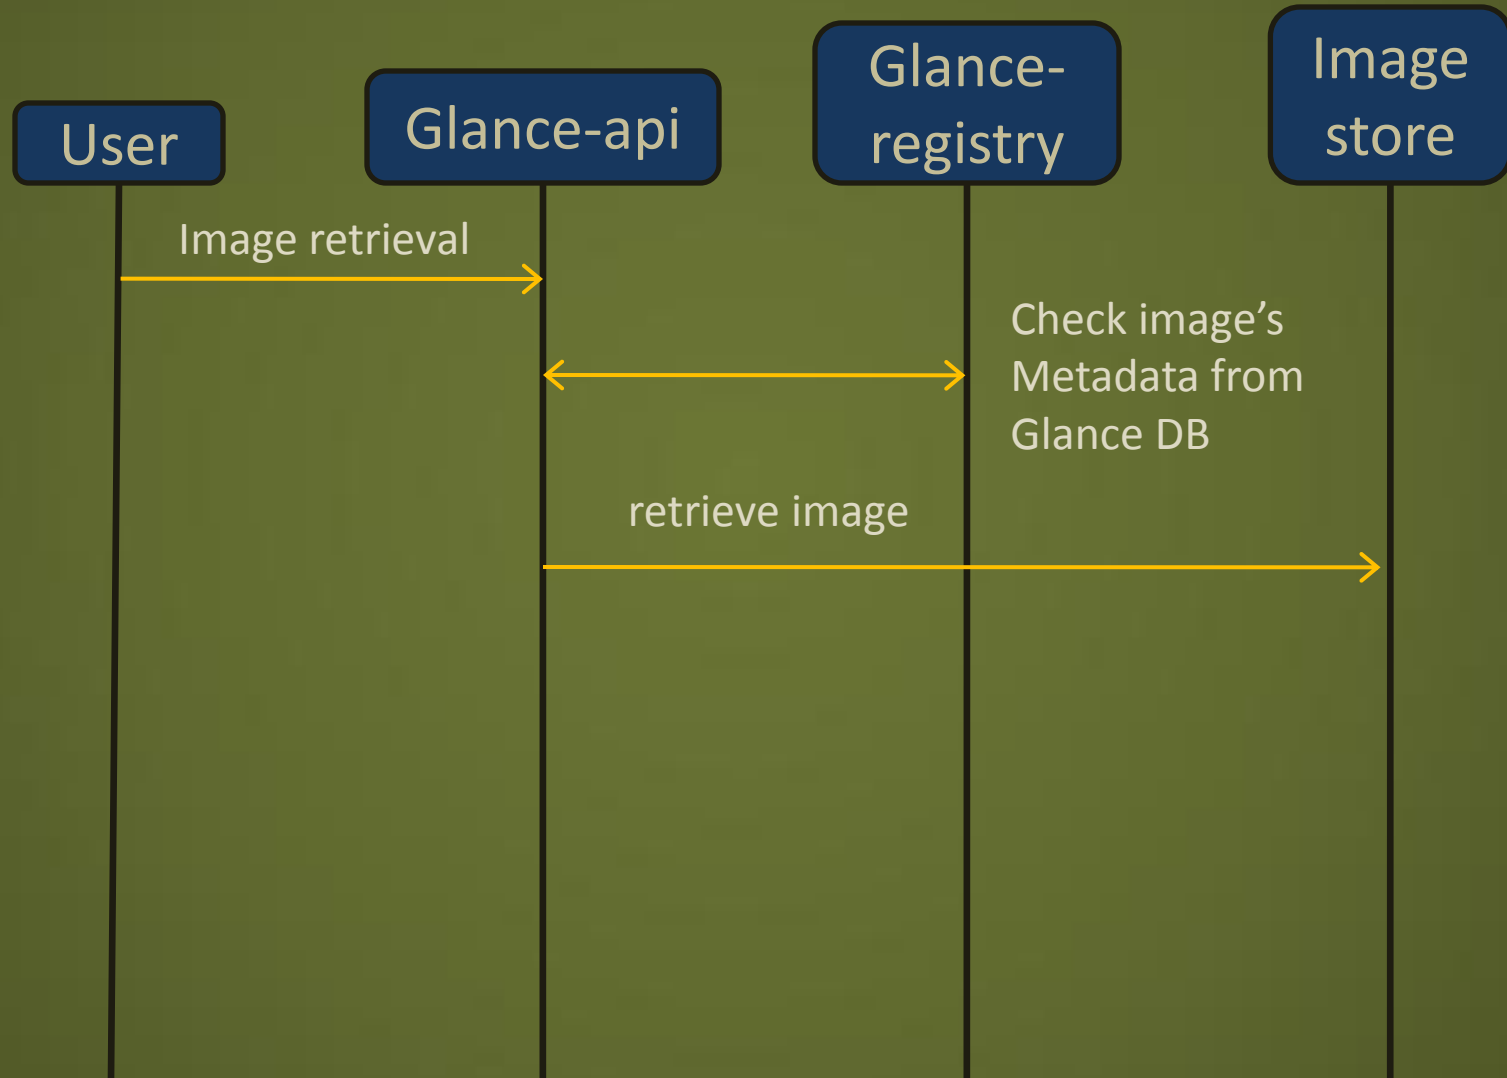 User
Glance-api
Glance-
registry
Image
store
Image retrieval
Check image’s
Metadata from
Glance DB
retrieve image